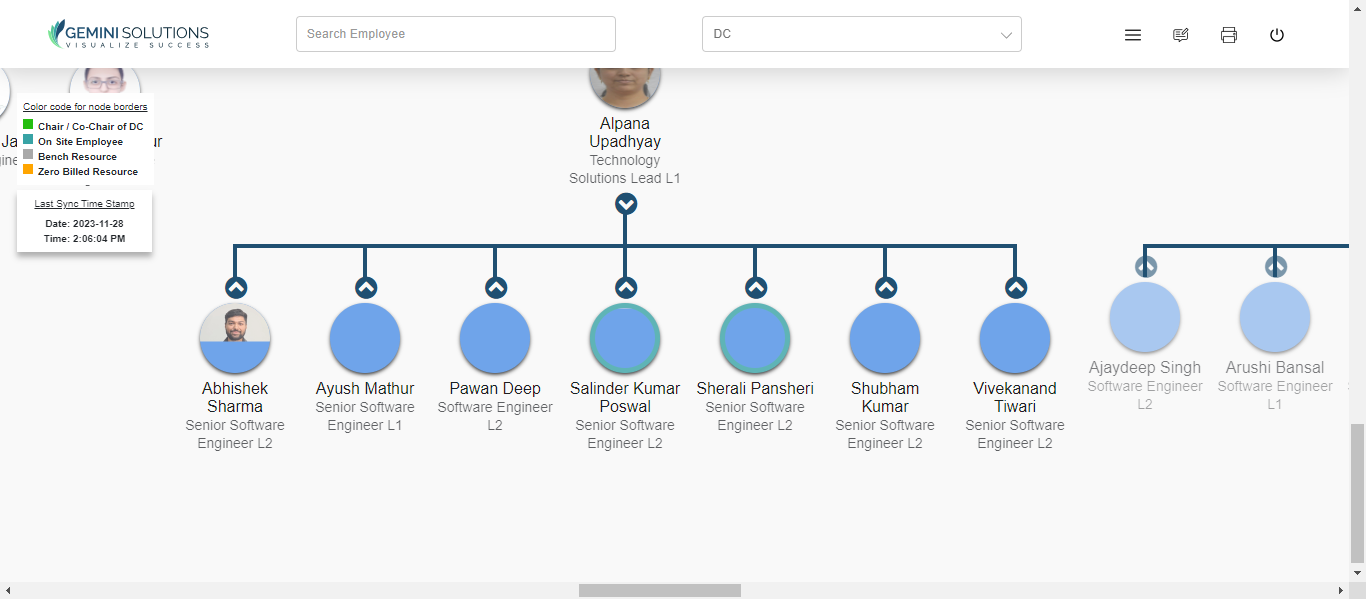 GEMINI SOLUTIONS
VISUALIZE SUCCESS
Search Employee
DC
Color code for node borders
Chair / Co-Chair of DC
On Site Employee
Bench Resource
Zero Billed Resource
Ja
ur
gine
Last Sync Time Stamp
Date: 2023-11-28
Time: 2:06:04 PM
Alpana
Upadhyay
Technology
Solutions Lead L1
Abhishek
Sharma
Senior Software
Engineer L2
Ayush Mathur
Senior Software
Engineer L1
Pawan Deep
Software Engineer
L2
Salinder Kumar
Poswal
Senior Software
Engineer L2
Sherali Pansheri
Senior Software
Engineer L2
Shubham
Kumar
Senior Software
Engineer L2
Vivekanand
Tiwari
Senior Software
Engineer L2
Ajaydeep Singh
Software Engineer
L2
Arushi Bansal
Software Engineer
L1